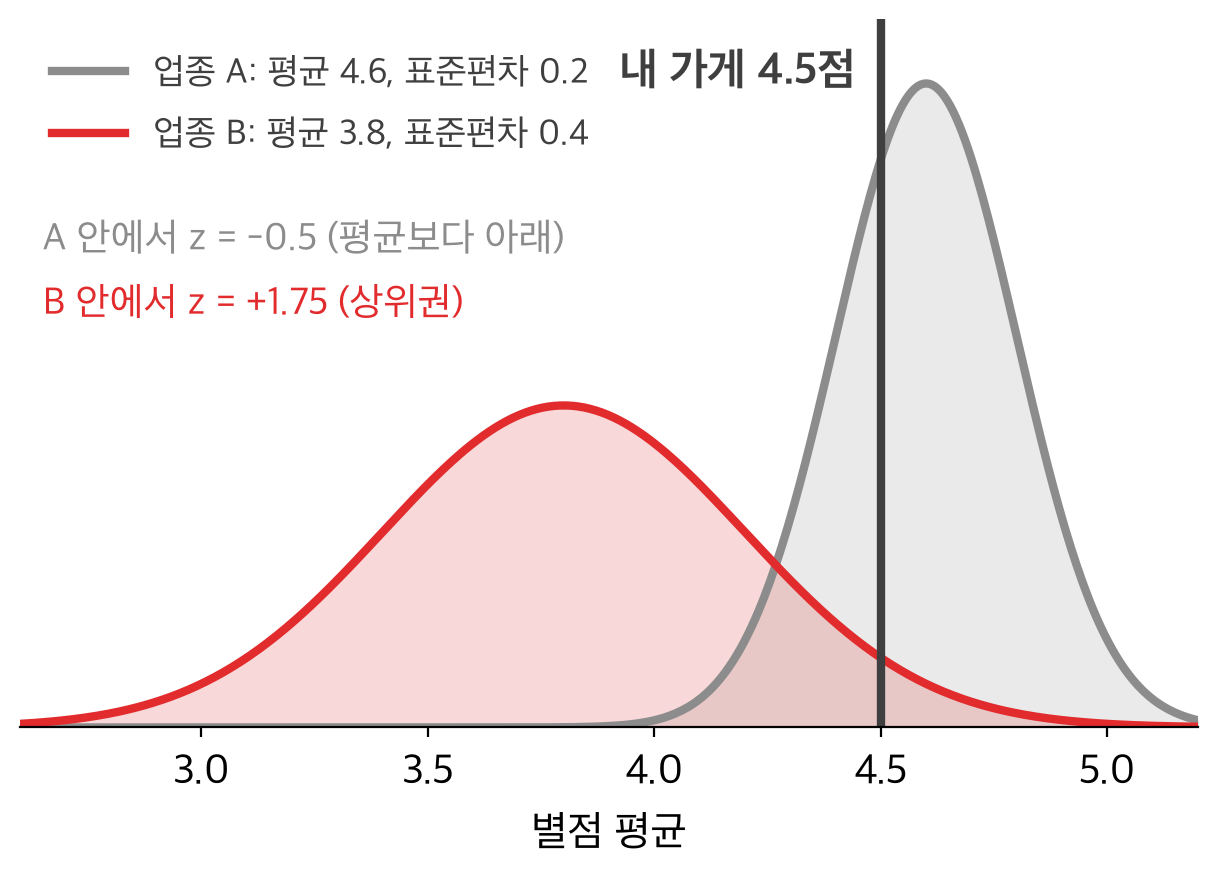 업종 A: 평균 4.6, 표준편차 0.2
내 가게 4.5점
업종 B: 평균 3.8, 표준편차 0.4
A 안에서 z = -0.5 (평균보다 아래)
B 안에서 z = +1.75 (상위권)
3.0 3.5 4.0 4.5 5.0
별점 평균